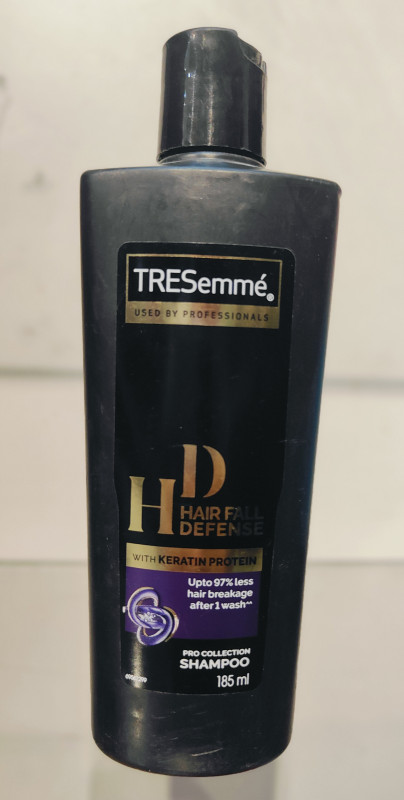 TRESemmé®
USED BY PROFESSIONALS
HD
HAIR FALL
DEFENSE
WITH KERATIN PROTEIN
Upto 97% less
hair breakage
after 1 wash^^
PRO COLLECTION
SHAMPOO
185 ml